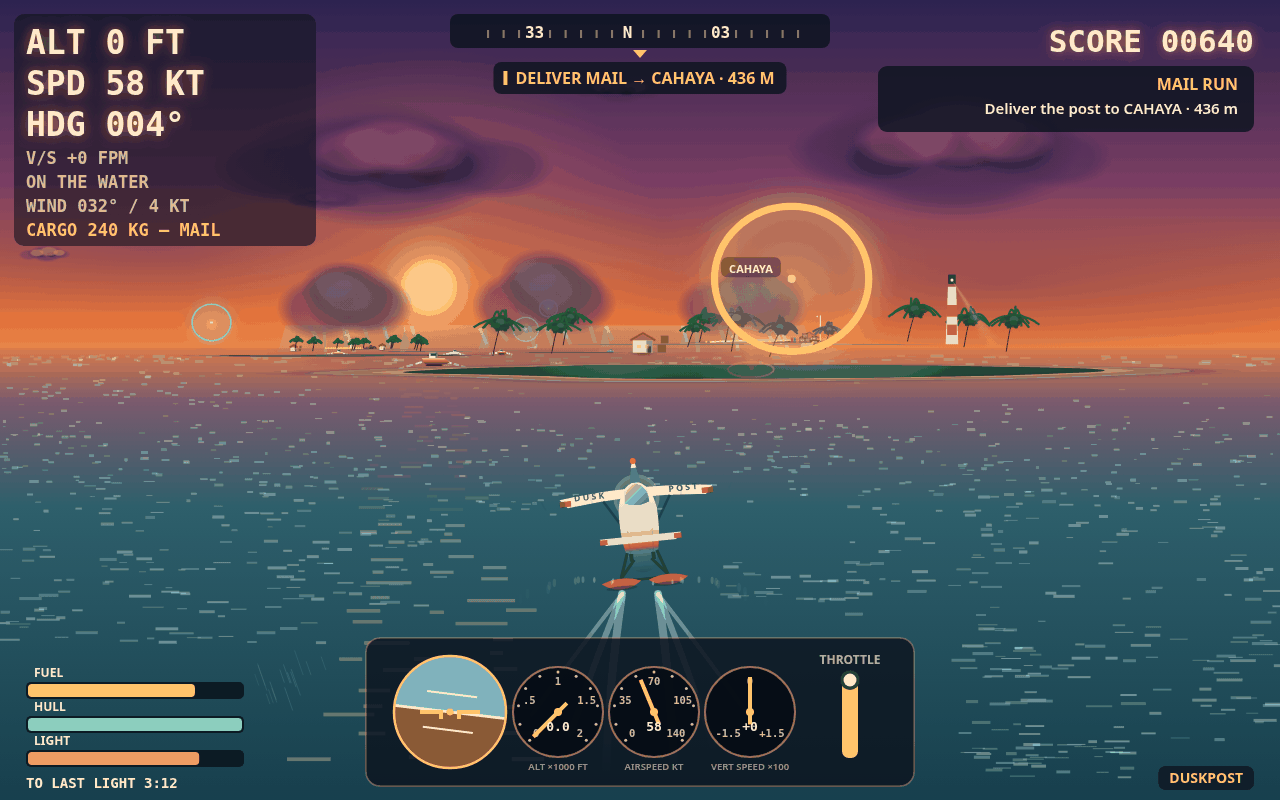 ALT 0 FT
SPD 58 KT
HDG 004°
V/S +0 FPM
ON THE WATER
WIND 032° / 4 KT
CARGO 240 KG — MAIL
33 N 03
DELIVER MAIL → CAHAYA · 436 M
SCORE 00640
MAIL RUN
Deliver the post to CAHAYA · 436 m
CAHAYA
DUSK POST
FUEL
HULL
LIGHT
TO LAST LIGHT 3:12
1
.5 1.5
0.0
0 2
ALT ×1000 FT
70
35 105
58
0 140
AIRSPEED KT
0
+0
-1.5 +1.5
VERT SPEED ×100
THROTTLE
DUSKPOST